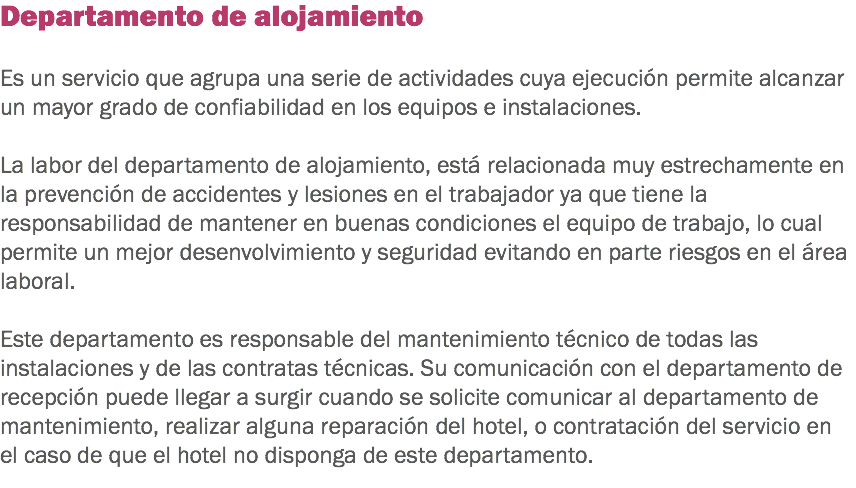 Departamento de alojamiento
Es un servicio que agrupa una serie de actividades cuya ejecución permite alcanzar
un mayor grado de confiabilidad en los equipos e instalaciones.
La labor del departamento de alojamiento, está relacionada muy estrechamente en
la prevención de accidentes y lesiones en el trabajador ya que tiene la
responsabilidad de mantener en buenas condiciones el equipo de trabajo, lo cual
permite un mejor desenvolvimiento y seguridad evitando en parte riesgos en el área
laboral.
Este departamento es responsable del mantenimiento técnico de todas las
instalaciones y de las contratas técnicas. Su comunicación con el departamento de
recepción puede llegar a surgir cuando se solicite comunicar al departamento de
mantenimiento, realizar alguna reparación del hotel, o contratación del servicio en
el caso de que el hotel no disponga de este departamento.